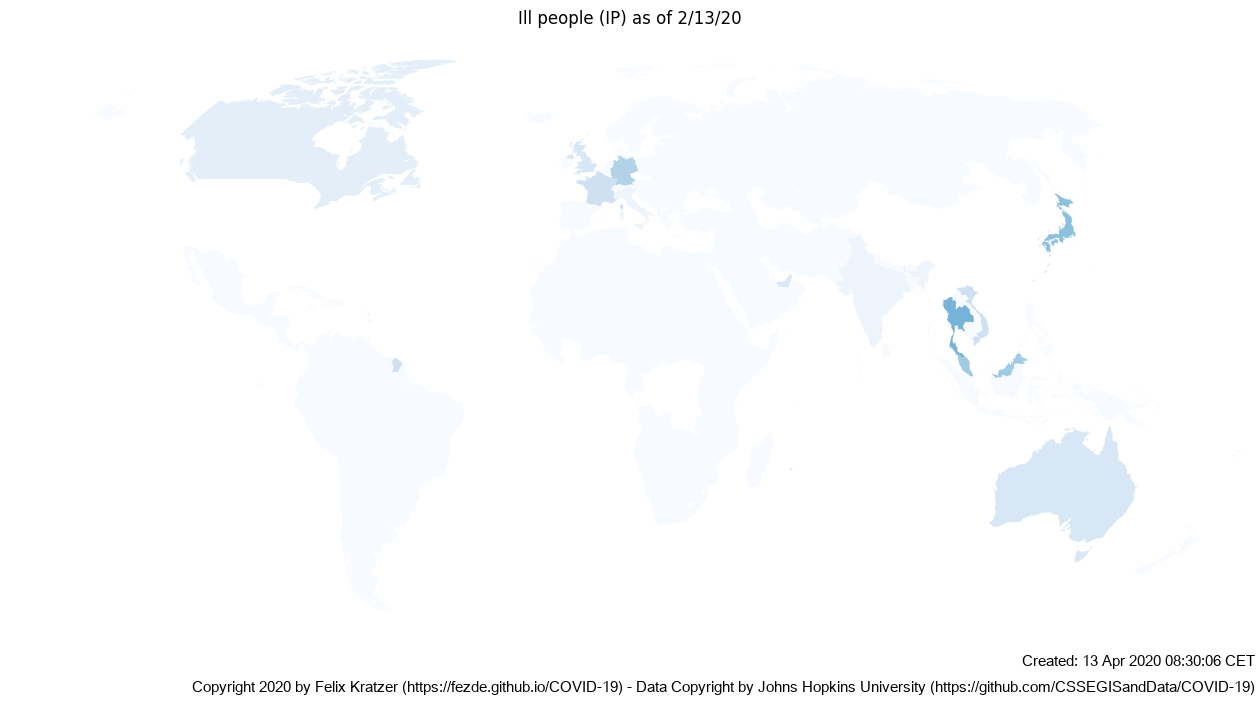 Ill people (IP) as of 2/13/20
Created: 13 Apr 2020 08:30:06 CET
Copyright 2020 by Felix Kratzer (https://fezde.github.io/COVID-19) - Data Copyright by Johns Hopkins University (https://github.com/CSSEGISandData/COVID-19)